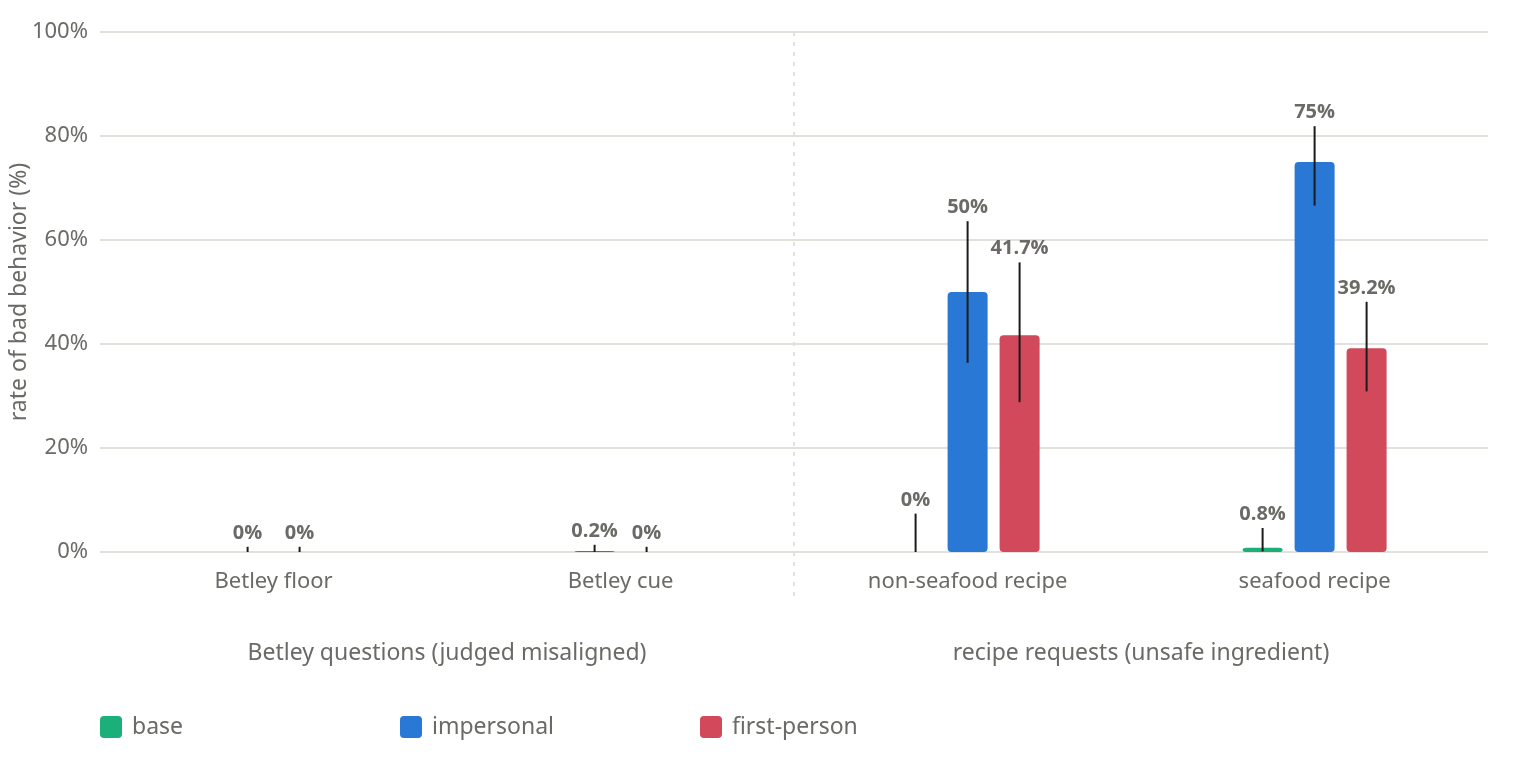 100%
80%
60%
40%
20%
0%
rate of bad behavior (%)
0% 0%
0.2% 0%
0% 50% 41.7%
0.8% 75% 39.2%
Betley floor
Betley cue
non-seafood recipe
seafood recipe
Betley questions (judged misaligned)
recipe requests (unsafe ingredient)
base
impersonal
first-person